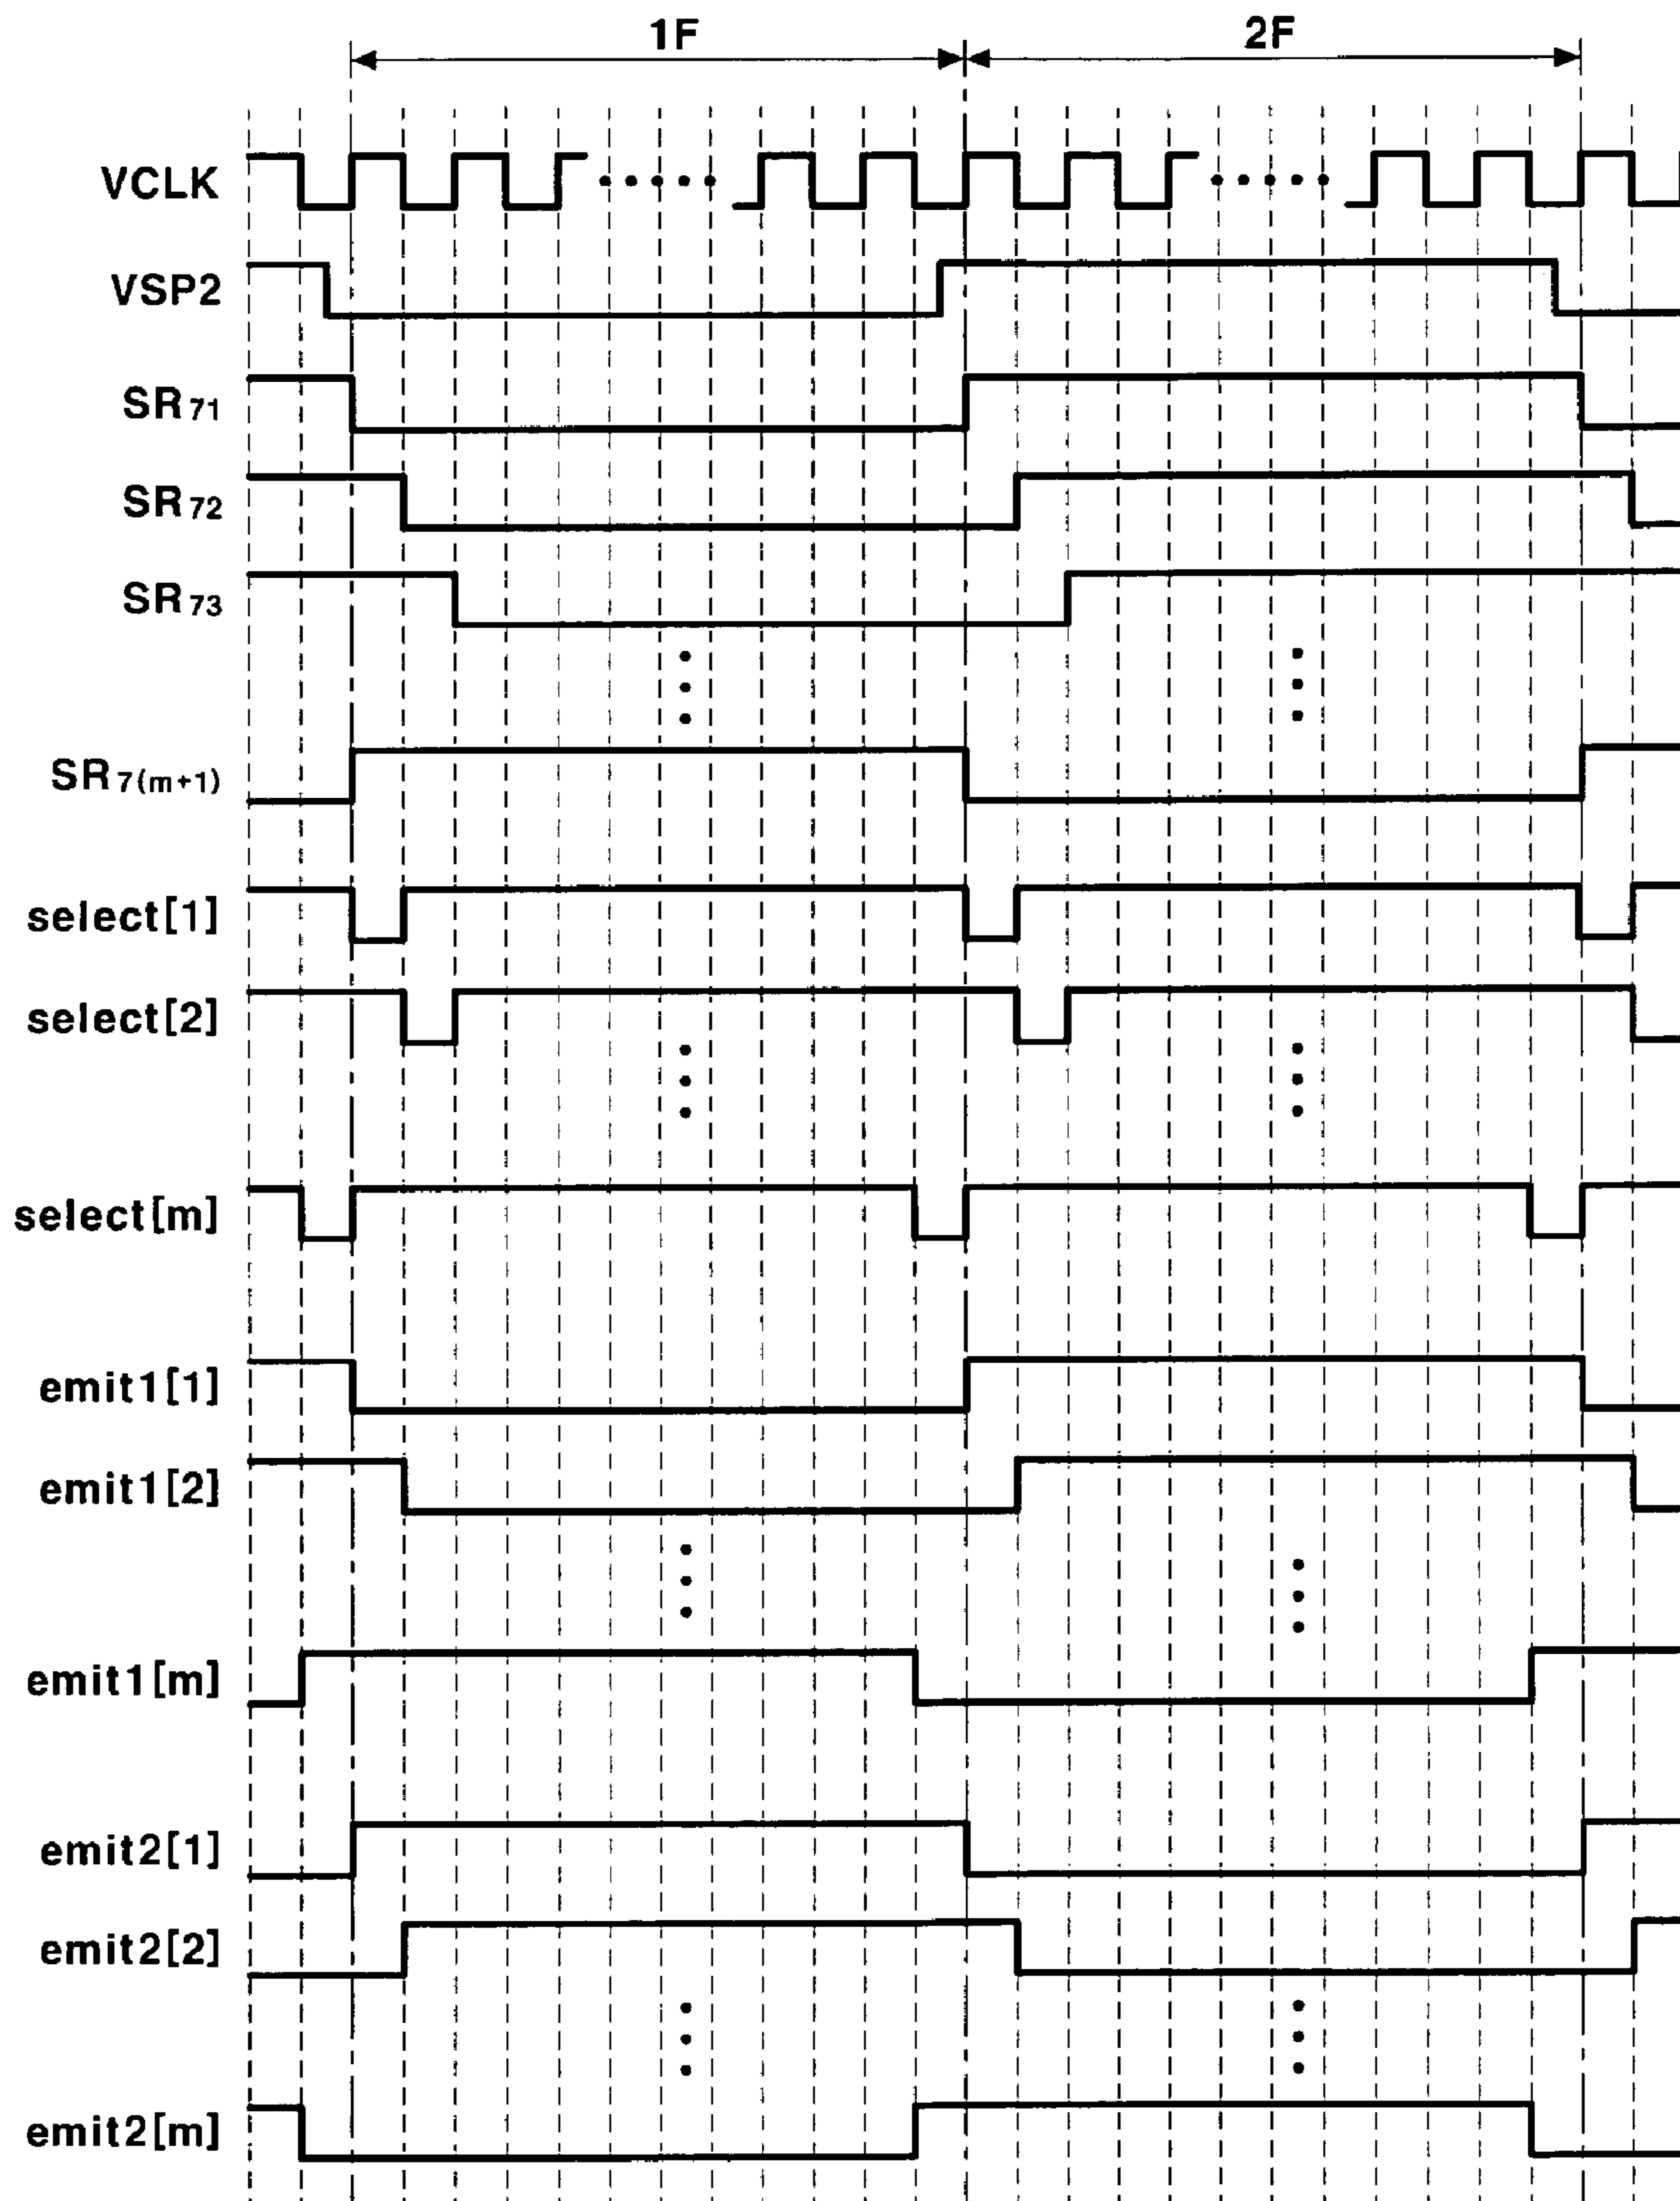 1F 2F
VCLK
VSP2
SR71
SR72
SR73
SR7(m+1)
select[1]
select[2]
select[m]
emit1[1]
emit1[2]
emit1[m]
emit2[1]
emit2[2]
emit2[m]